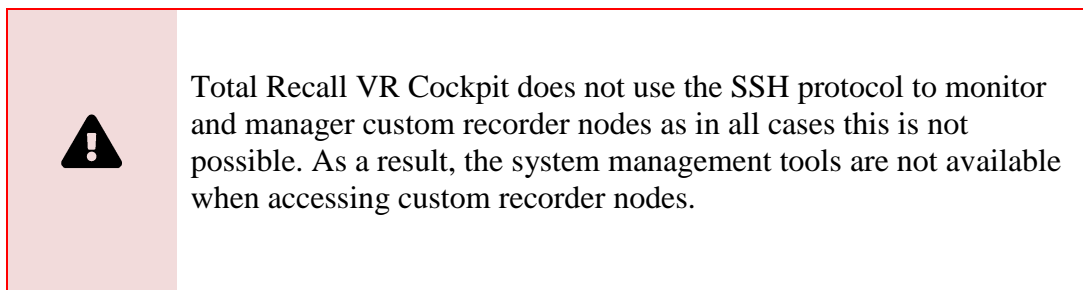 Total Recall VR Cockpit does not use the SSH protocol to monitor
and manager custom recorder nodes as in all cases this is not
possible. As a result, the system management tools are not available
when accessing custom recorder nodes.